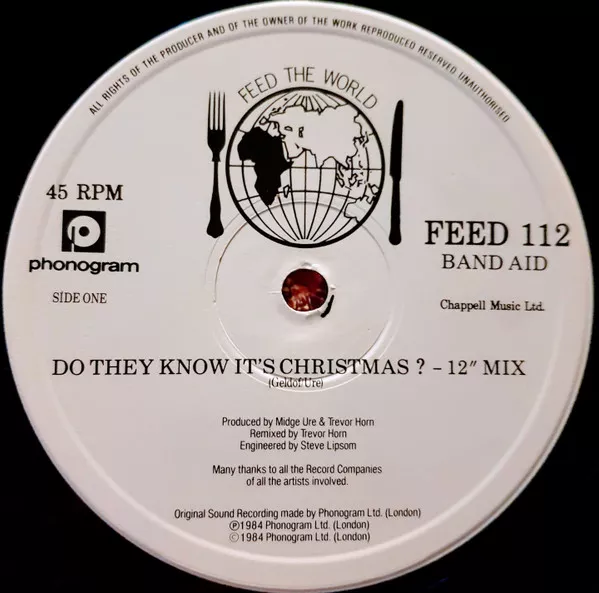 ALL RIGHTS OF THE PRODUCER AND OF THE OWNER OF THE WORK REPRODUCED RESERVED UNAUTHORISED
FEED THE WORLD
45 RPM
phonogram
SIDE ONE
FEED 112
BAND AID
Chappell Music Ltd.
DO THEY KNOW IT'S CHRISTMAS ? – 12" MIX
(Geldof/Ure)
Produced by Midge Ure & Trevor Horn
Remixed by Trevor Horn
Engineered by Steve Lipsom
Many thanks to all the Record Companies
of all the artists involved.
Original Sound Recording made by Phonogram Ltd. (London)
℗1984 Phonogram Ltd. (London)
©1984 Phonogram Ltd. (London)